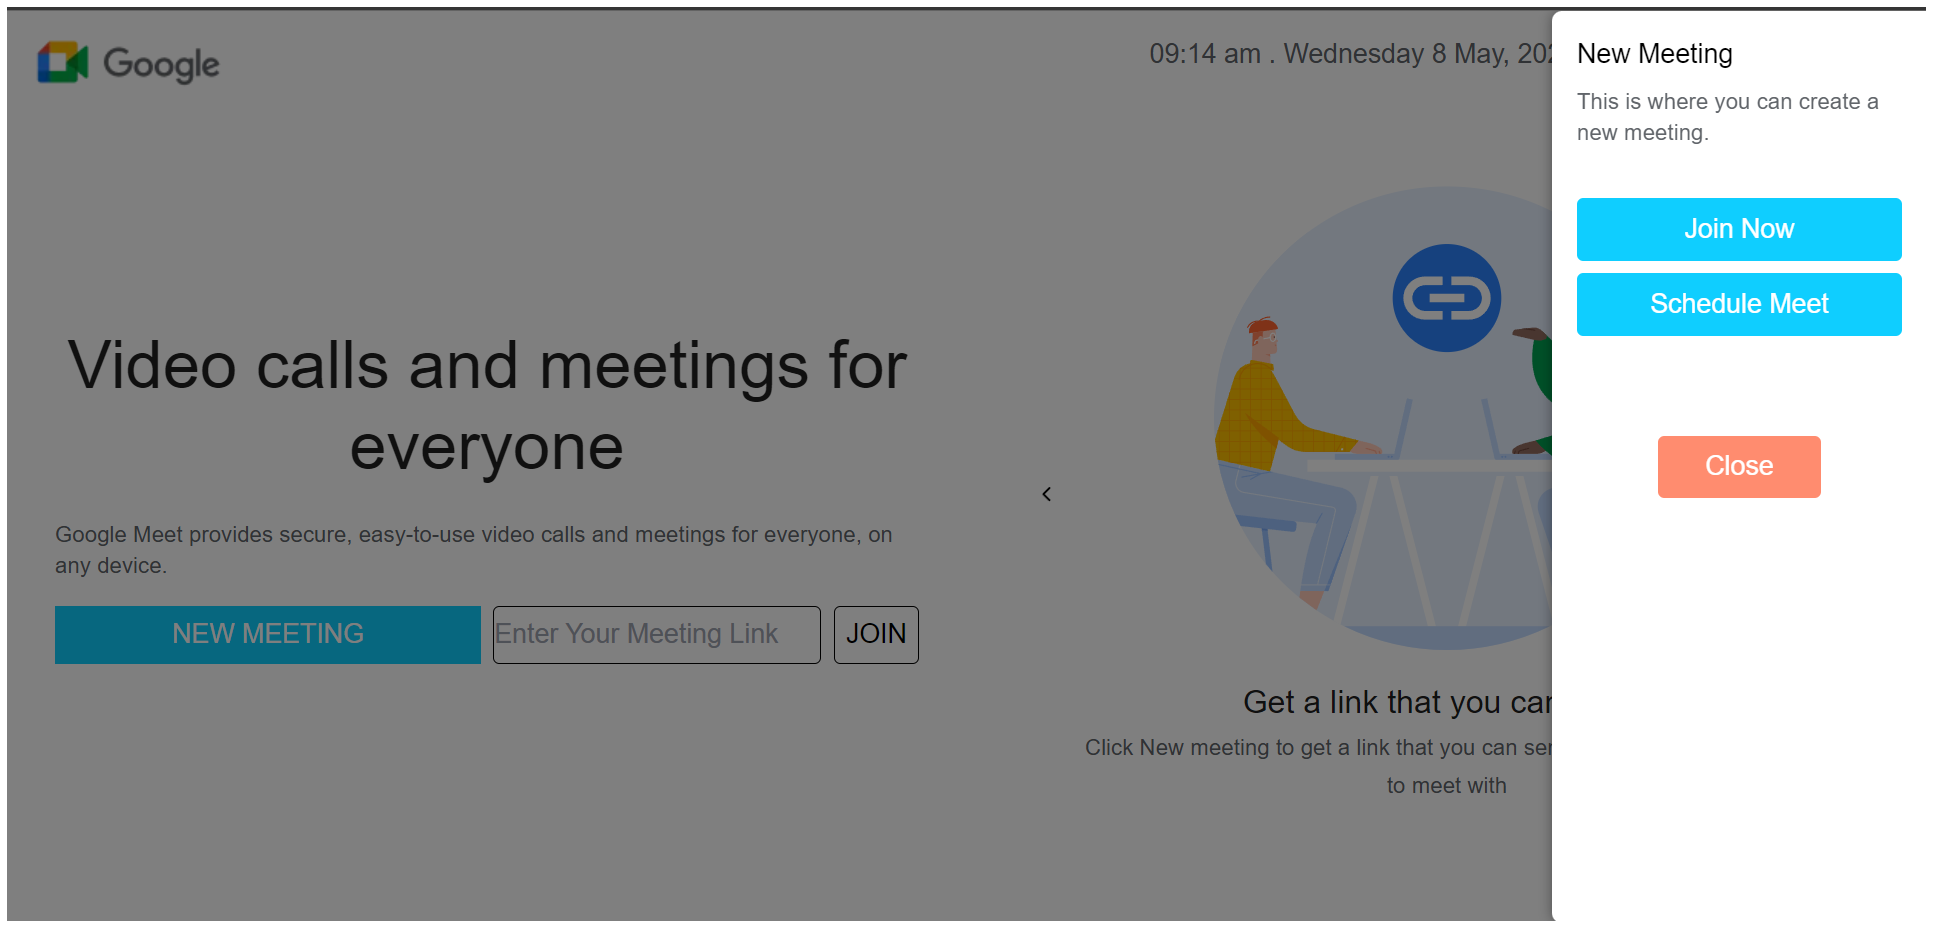 Google
09:14 am . Wednesday 8 May,
New Meeting
This is where you can create a
new meeting.
Join Now
Schedule Meet
Close
Video calls and meetings for
everyone
Google Meet provides secure, easy-to-use video calls and meetings for everyone, on
any device.
NEW MEETING
Enter Your Meeting Link
JOIN
Get a link that you
Click New meeting to get a link that you can
to meet with